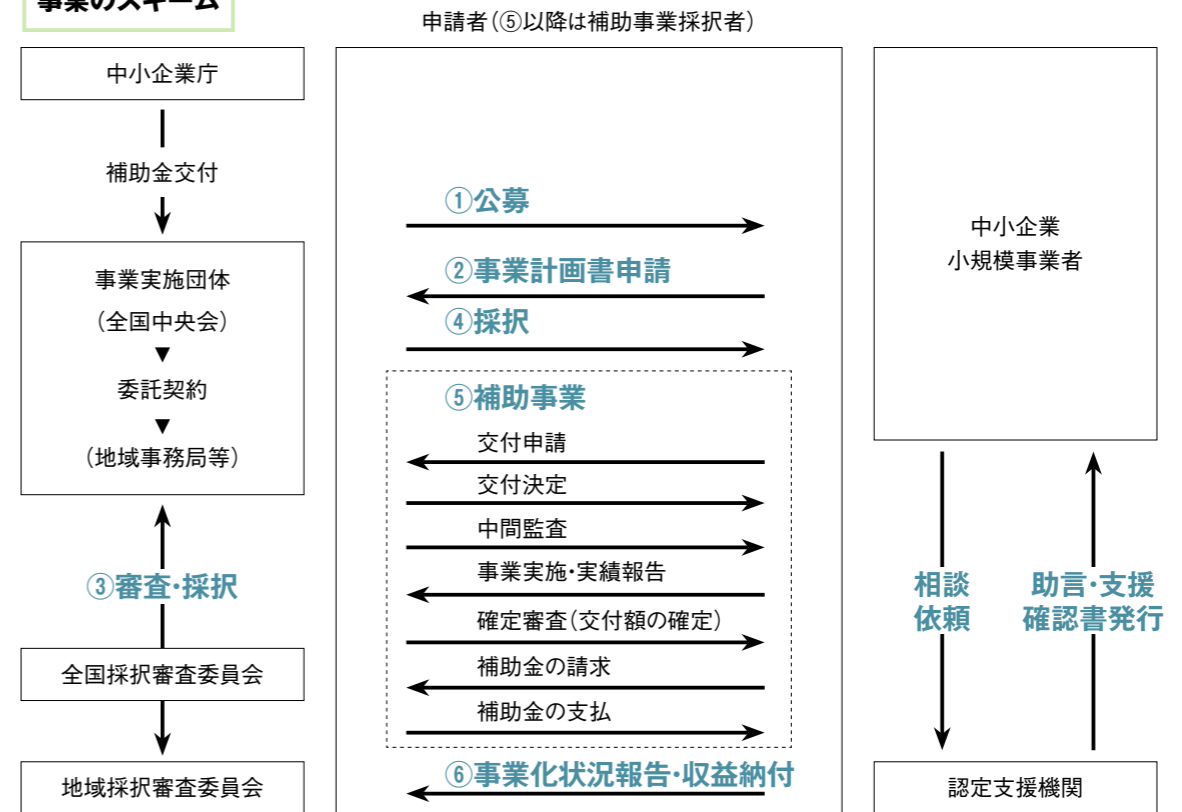 事業のスキーム
申請者(⑤以降は補助事業採択者)
中小企業庁
補助金交付
事業実施団体
(全国中央会)
▼
委託契約
▼
(地域事務局等)
③審査・採択
全国採択審査委員会
地域採択審査委員会
①公募
②事業計画書申請
④採択
⑤補助事業
交付申請
交付決定
中間監査
事業実施・実績報告
確定審査(交付額の確定)
補助金の請求
補助金の支払
⑥事業化状況報告・収益納付
中小企業
小規模事業者
相談
依頼
助言・支援
確認書発行
認定支援機関